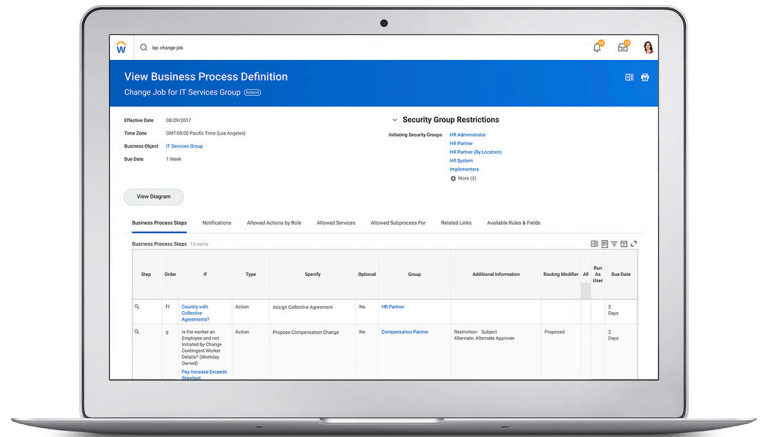 W
bp: change job
View Business Process Definition
Change Job for IT Services Group Actions
Effective Date 08/29/2017
Time Zone GMT-08:00 Pacific Time (Los Angeles)
Business Object IT Services Group
Due Date 1 Week
Security Group Restrictions
Initiating Security Groups HR Administrator
HR Partner
HR Partner (By Location)
HR System
Implementers
More (3)
View Diagram
Business Process Steps Notifications Allowed Actions by Role Allowed Services Allowed Subprocess For Related Links Available Rules & Fields
Business Process Steps 15 items
Step Order If Type Specify Optional Group Additional Information Routing Modifier All Run As User Due Date
f1 Country with Collective Agreements? Action Assign Collective Agreement No HR Partner 2 Days
g Is the worker an Employee and not Initiated by Change Contingent Worker Details? (Workday Owned) Action Propose Compensation Change No Compensation Partner Restriction: Subject Proposed 2 Days
Alternate: Alternate Approver
Pay Increase Exceeds
Standard